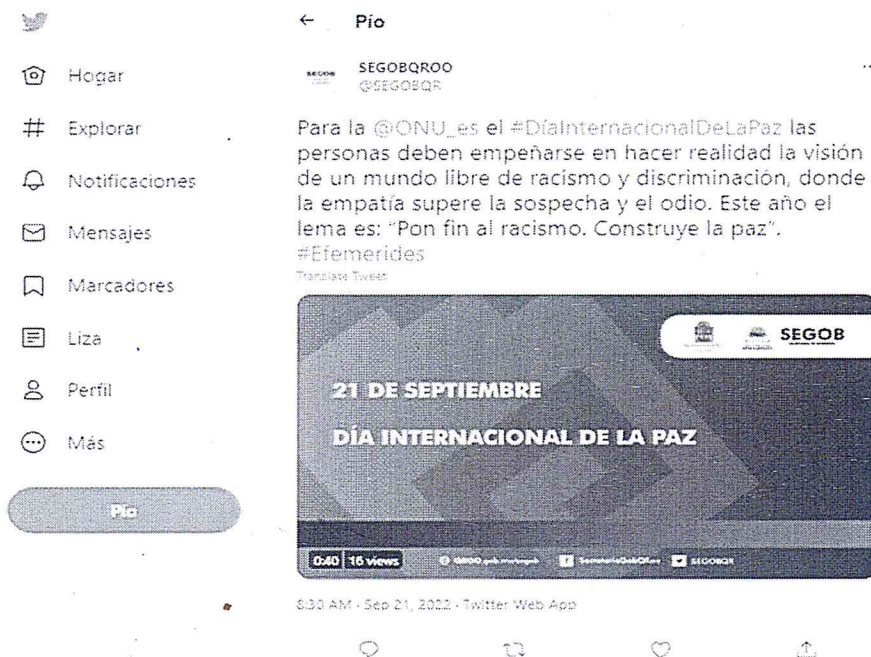 Hogar
Explorar
Notificaciones
Mensajes
Marcadores
Liza
Perfil
Más
Pío
← Pío
SEGOBQROO
@SEGOBQR
Para la @ONU_es el #DíaInternacionalDeLaPaz las
personas deben empeñarse en hacer realidad la visión
de un mundo libre de racismo y discriminación, donde
la empatía supere la sospecha y el odio. Este año el
lema es: "Pon fin al racismo. Construye la paz".
#Efemerides
Translate Tweet
SEGOB
21 DE SEPTIEMBRE
DÍA INTERNACIONAL DE LA PAZ
0:40 16 views
SEGOBQR
8:30 AM · Sep 21, 2022 · Twitter Web App